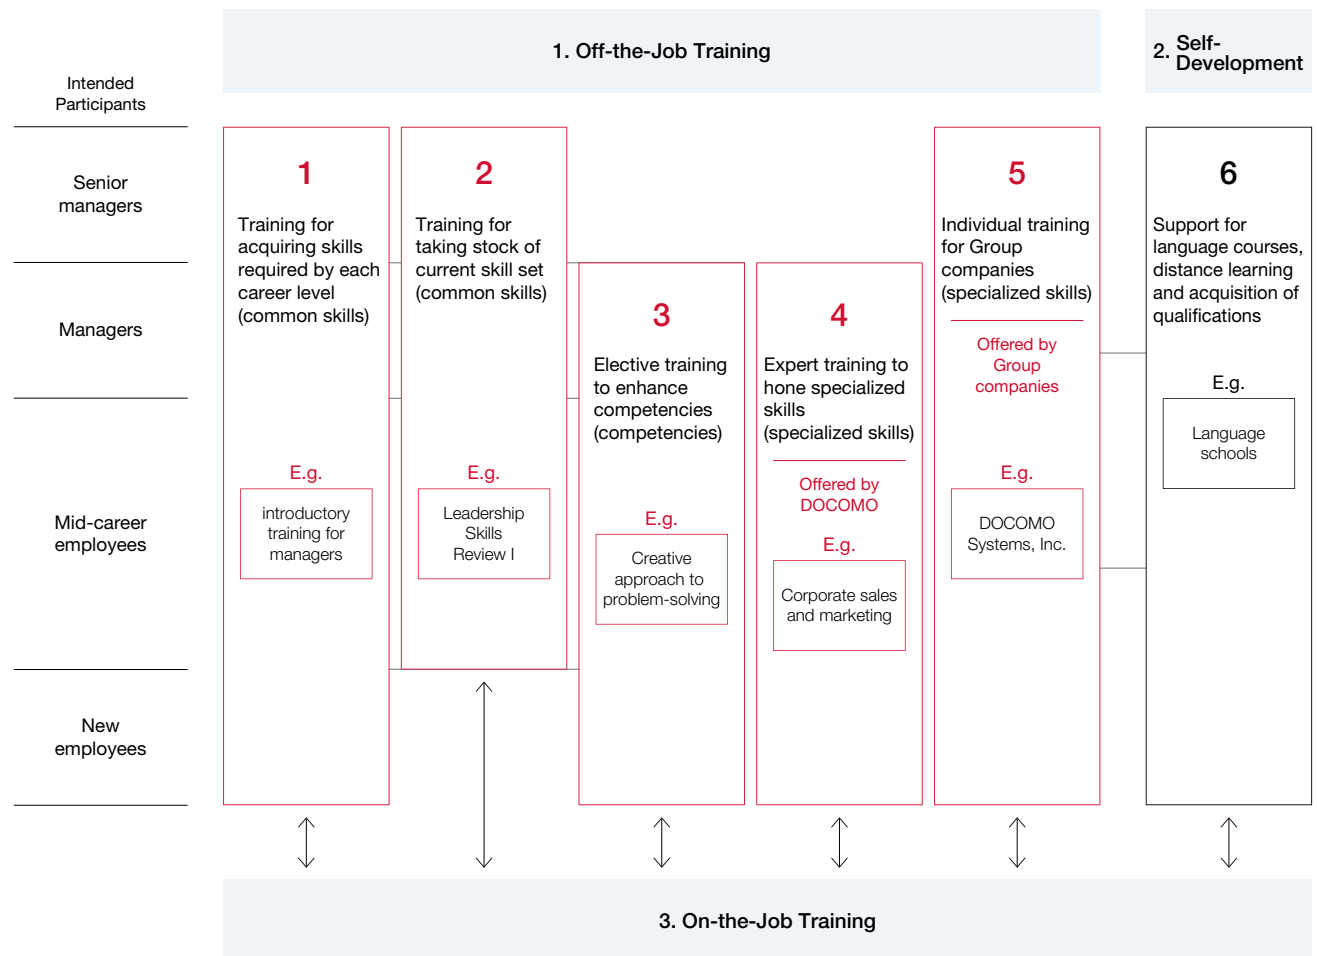 1. Off-the-Job Training
2. Self-
Development
Intended
Participants
Senior
managers
Managers
Mid-career
employees
New
employees
1
Training for
acquiring skills
required by each
career level
(common skills)
E.g.
introductory
training for
managers
2
Training for
taking stock of
current skill set
(common skills)
E.g.
Leadership
Skills
Review I
3
Elective training
to enhance
competencies
(competencies)
E.g.
Creative
approach to
problem-solving
4
Expert training to
hone specialized
skills
(specialized skills)
Offered by
DOCOMO
E.g.
Corporate sales
and marketing
5
Individual training
for Group
companies
(specialized skills)
Offered by
Group
companies
E.g.
DOCOMO
Systems, Inc.
6
Support for
language courses,
distance learning
and acquisition of
qualifications
E.g.
Language
schools
3. On-the-Job Training